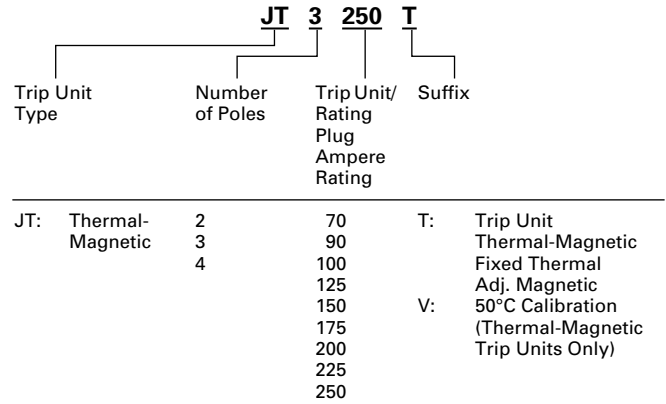 JT 3 250 T
Trip Unit Number Trip Unit/ Suffix
Type of Poles Rating
Plug
Ampere
Rating
JT: Thermal- 2 70 T: Trip Unit
Magnetic 3 90 Thermal-Magnetic
4 100 Fixed Thermal
125 Adj. Magnetic
150 V: 50°C Calibration
175 (Thermal-Magnetic
200 Trip Units Only)
225
250